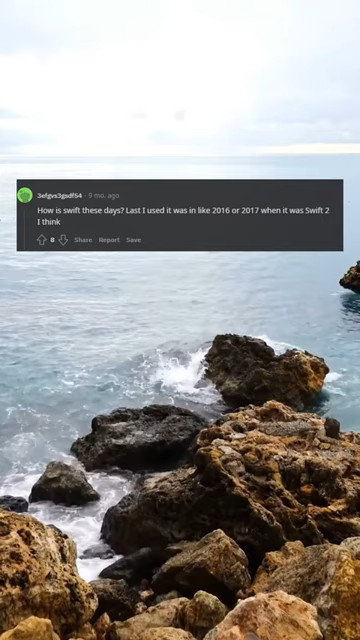 3efgvs3gsdf54 · 9 mo. ago
How is swift these days? Last I used it was in like 2016 or 2017 when it was Swift 2
I think
8 Share Report Save